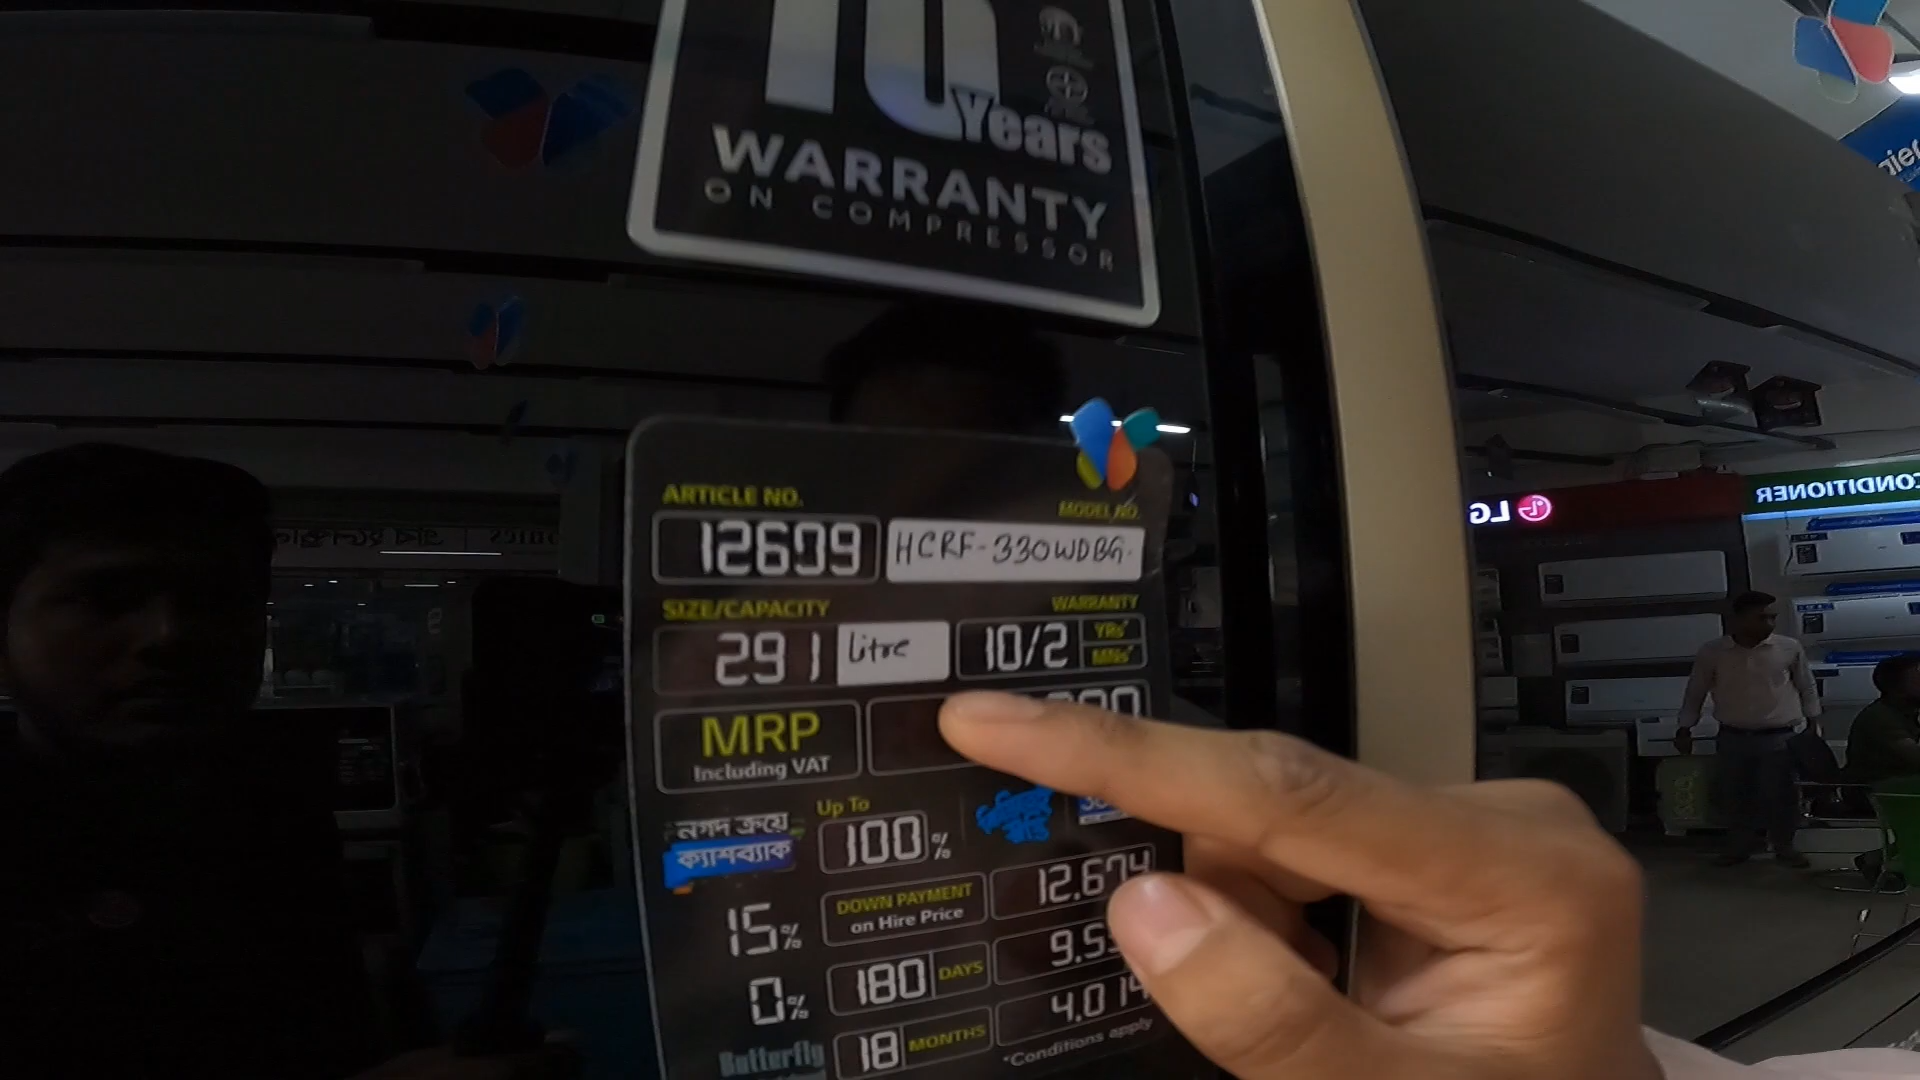 10
Years
WARRANTY
ON COMPRESSOR
ARTICLE NO.
MODEL NO.
12609
HCRF-330WDBG.
SIZE/CAPACITY
WARRANTY
291 Litre
10/2
YRs*
MNs*
MRP
Including VAT
নগদ ক্রয়ে
ক্যাশব্যাক
Up To
100%
15%
DOWN PAYMENT
on Hire Price
12.674
0%
180 DAYS
Butterfly
18 MONTHS
4.014
*Conditions apply
LG